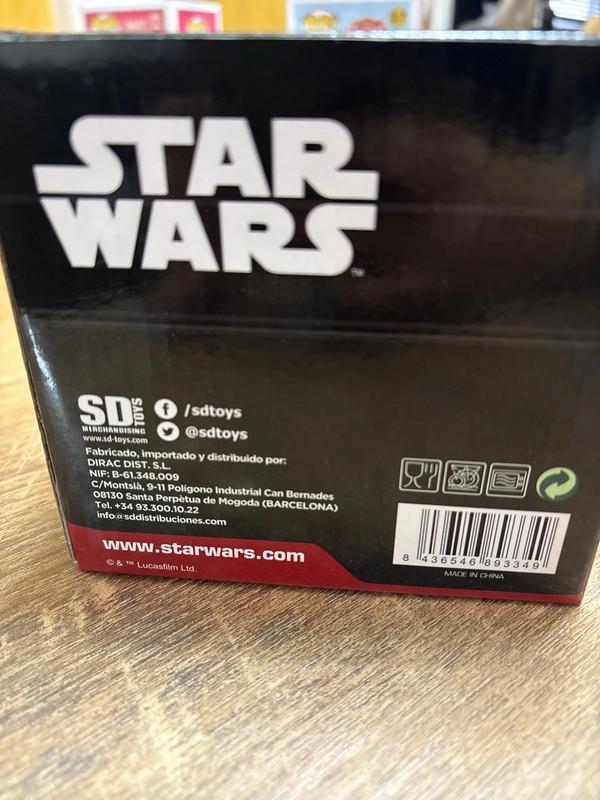 STAR
WARS
™
SD TOYS
MERCHANDISING
www.sd-toys.com
/sdtoys
@sdtoys
Fabricado, importado y distribuido por:
DIRAC DIST. S.L.
NIF: B-61.348.009
C/Montsià, 9-11 Polígono Industrial Can Bernades
08130 Santa Perpètua de Mogoda (BARCELONA)
Tel. +34 93.300.10.22
info@sddistribuciones.com
www.starwars.com
© & ™ Lucasfilm Ltd.
8 436546 893349
MADE IN CHINA